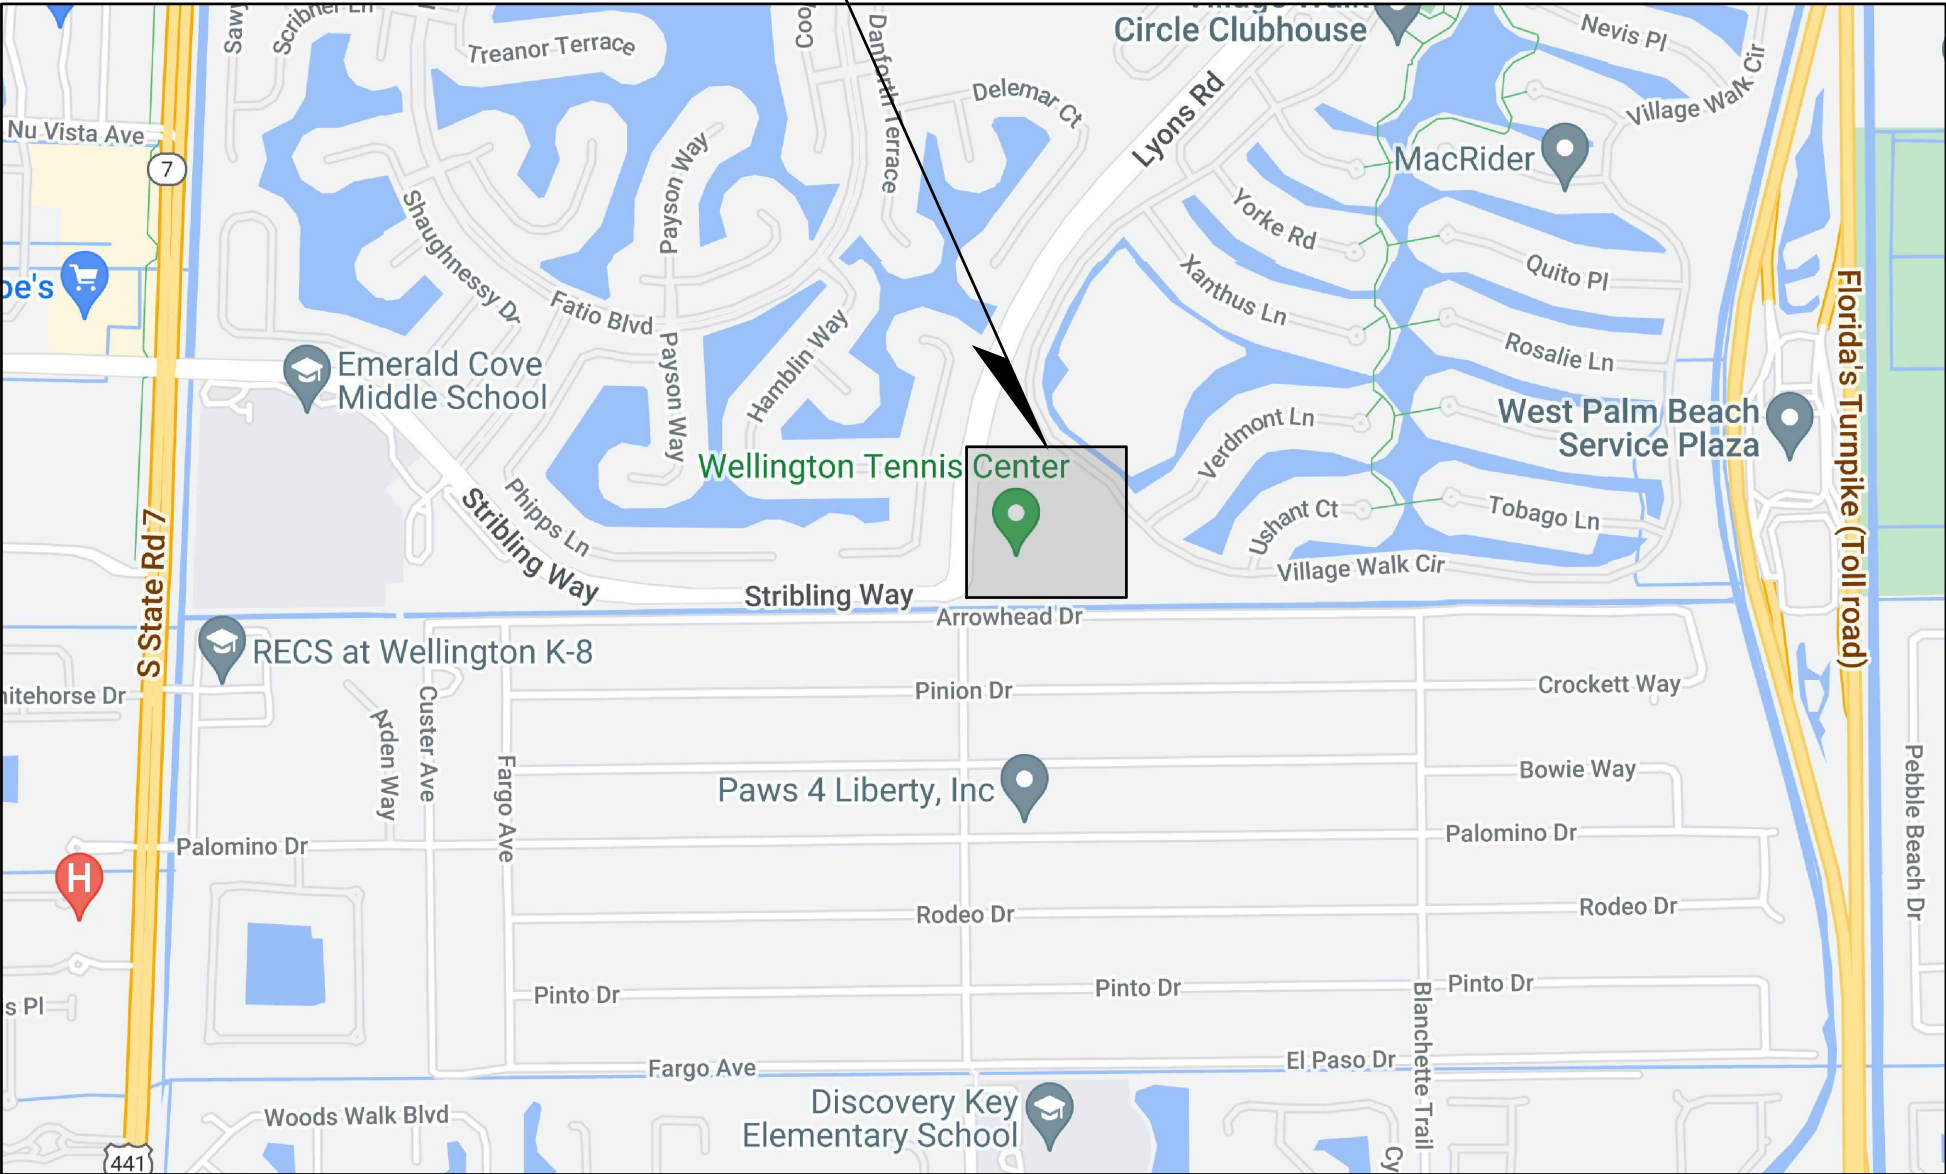 Scribner Ln
Treanor Terrace
Danforth Terrace
Circle Clubhouse
Nevis Pl
Village Walk Cir
Delemar Ct
Lyons Rd
Nu Vista Ave
7
MacRider
Payson Way
Shaughnessy Dr
Yorke Rd
Xanthus Ln
Quito Pl
Fatio Blvd
Hamblin Way
Rosalie Ln
Florida's Turnpike (Toll road)
Emerald Cove
Middle School
Payson Way
Verdmont Ln
West Palm Beach
Service Plaza
Wellington Tennis Center
Phipps Ln
Stribling Way
Ushant Ct
Tobago Ln
S State Rd 7
Village Walk Cir
Stribling Way
Arrowhead Dr
RECS at Wellington K-8
Pinion Dr
Crockett Way
Arden Way
Custer Ave
Fargo Ave
Bowie Way
Paws 4 Liberty, Inc
Pebble Beach Dr
Palomino Dr
Palomino Dr
H
Rodeo Dr
Rodeo Dr
Pinto Dr
Pinto Dr
Pinto Dr
Blanchette Trail
Fargo Ave
El Paso Dr
Discovery Key
Elementary School
Woods Walk Blvd
441